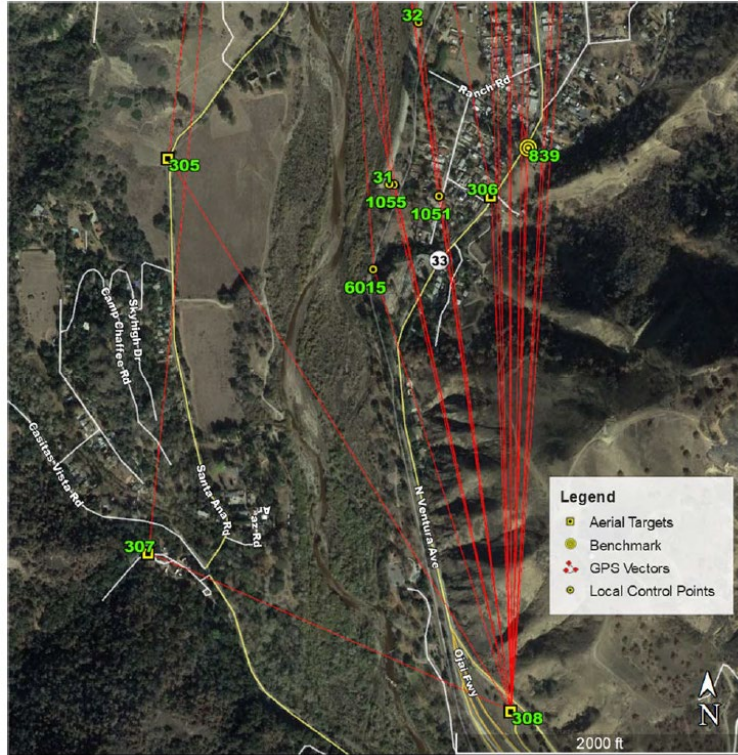 32
Ranch Rd
839
305
31
306
1055
1051
33
6015
Skyhigh Dr
Camp Chaffee Rd
Casitas Vista Rd
Santa Ana Rd
N Ventura Ave
Legend
Aerial Targets
Benchmark
GPS Vectors
Local Control Points
307
Ojai Fwy
308
N
2000 ft